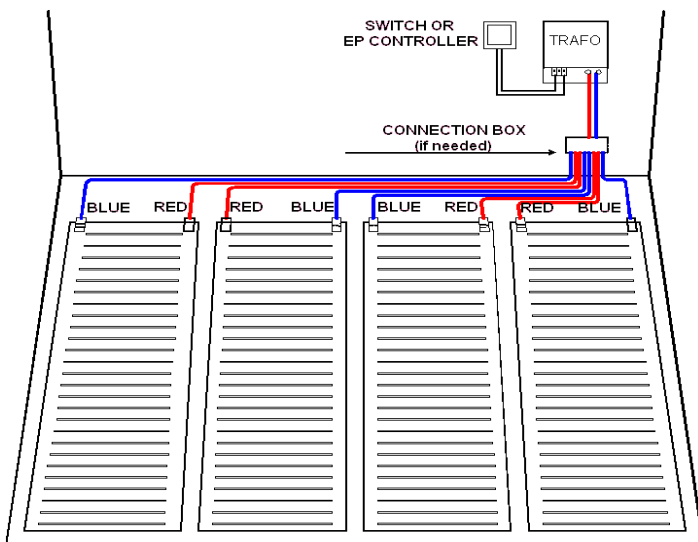 SWITCH OR
EP CONTROLLER
TRAFO
CONNECTION BOX
(if needed)
BLUE RED RED BLUE BLUE RED RED BLUE